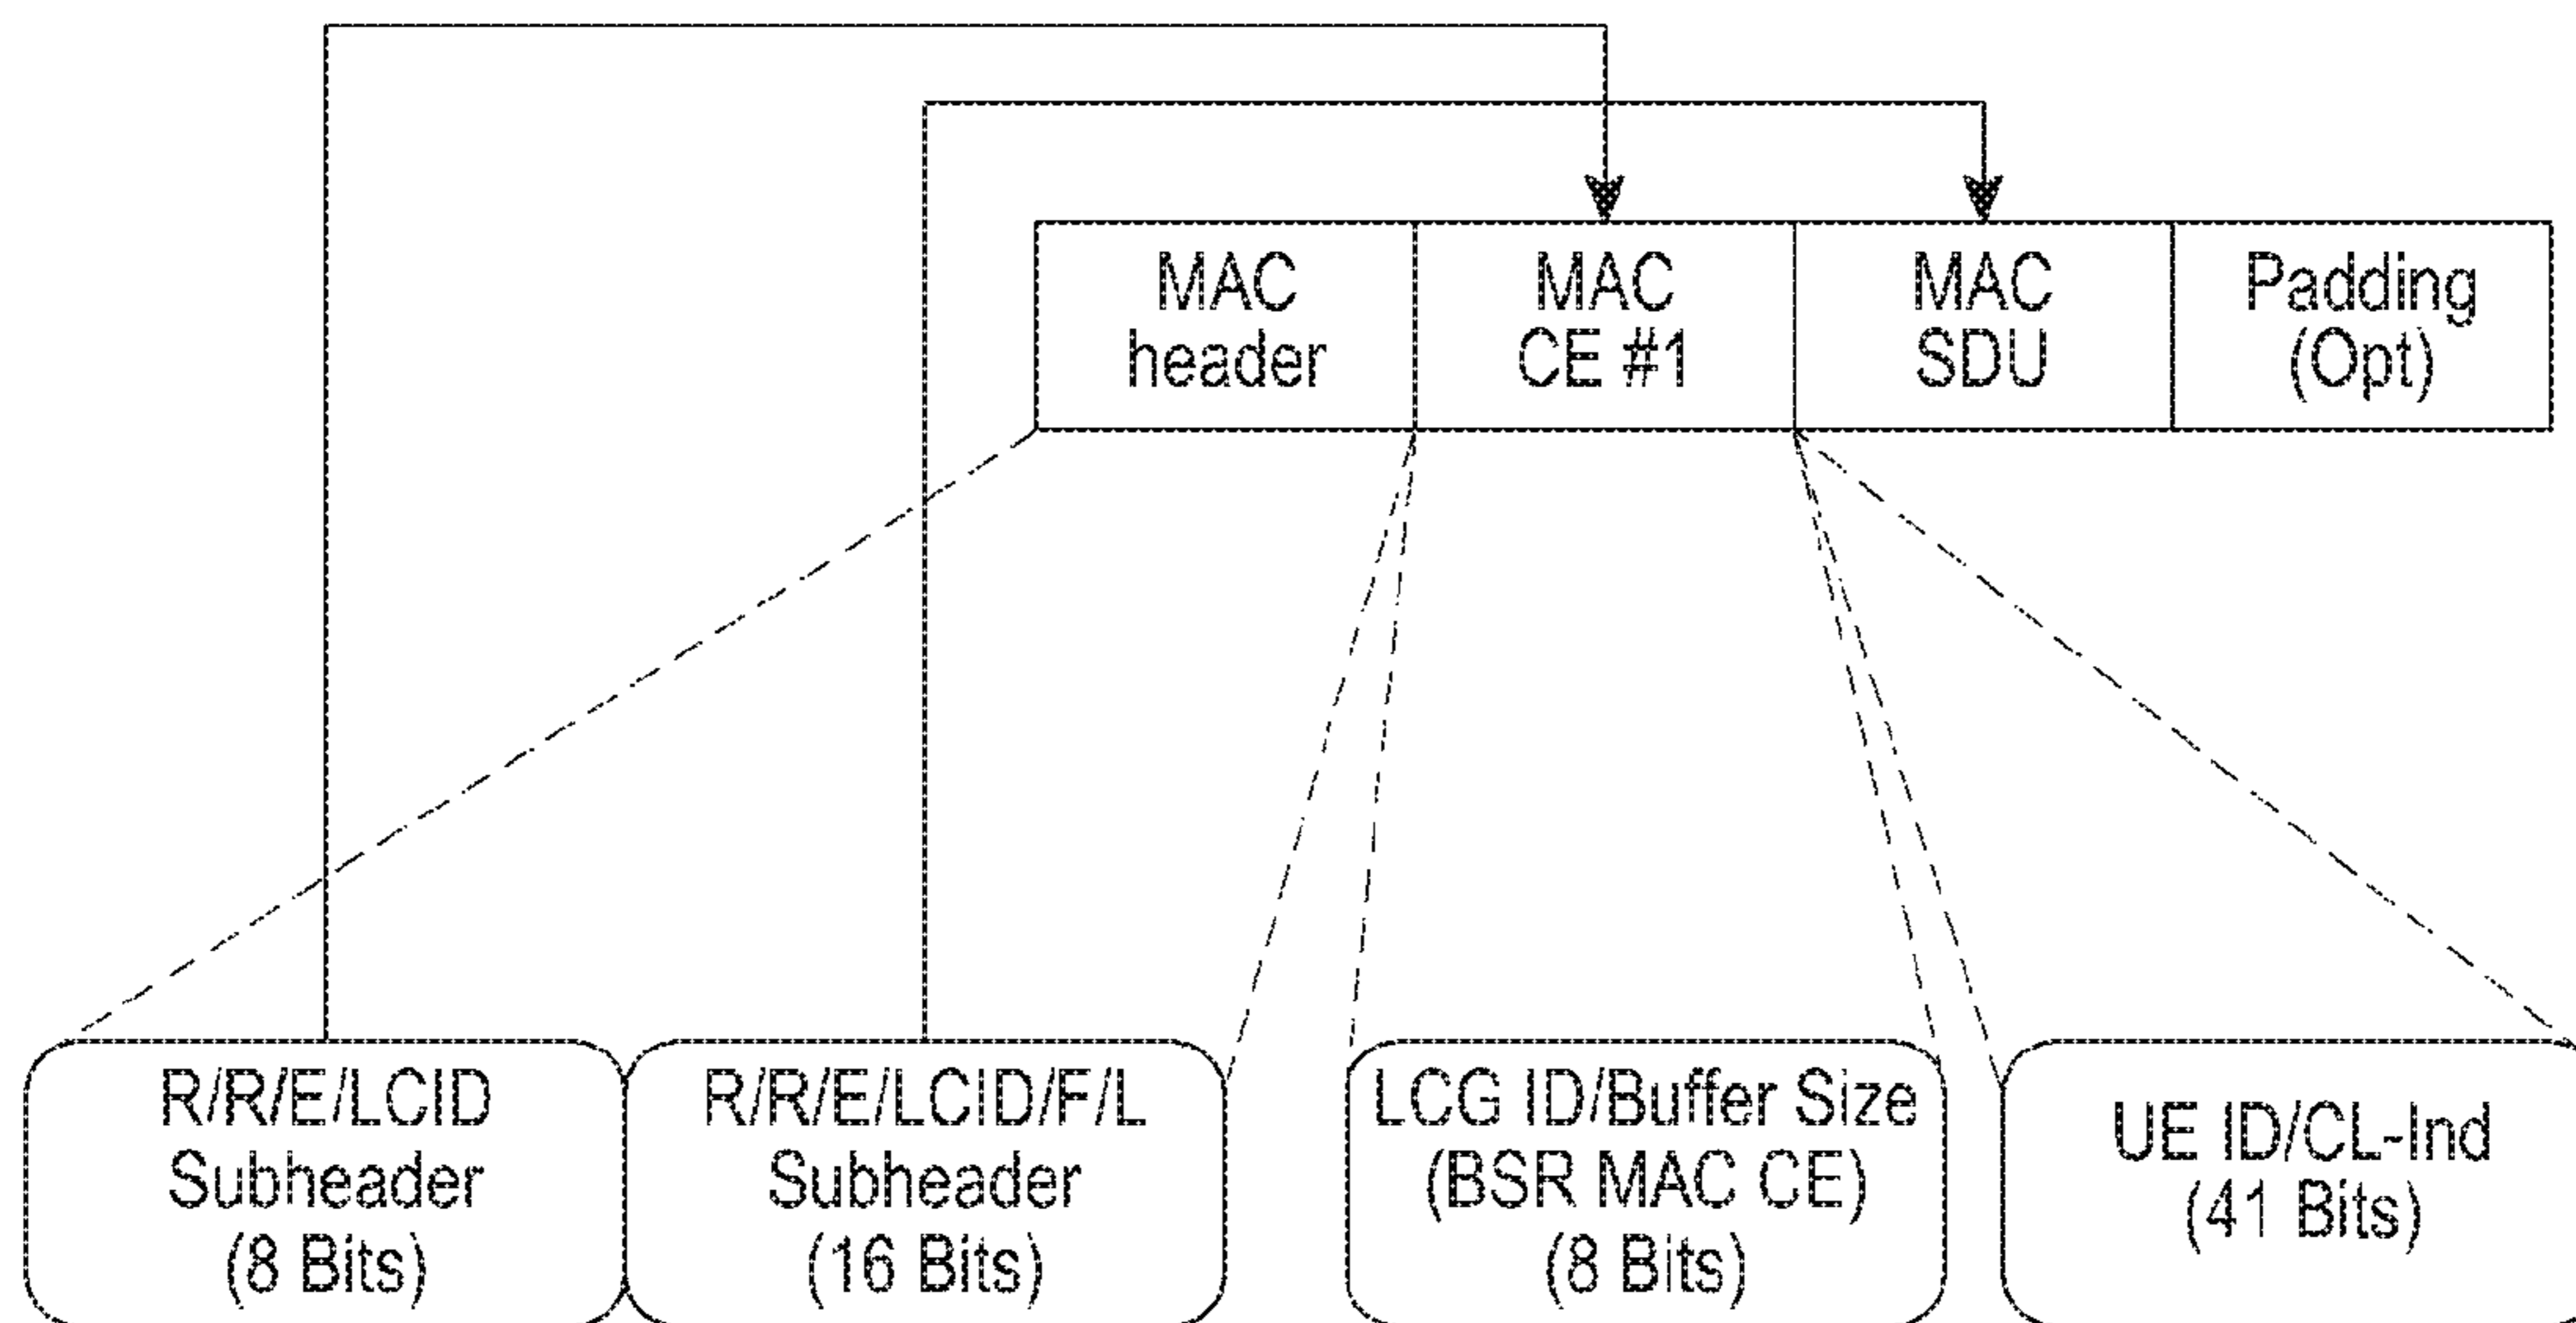 MAC
header
MAC
CE #1
MAC
SDU
Padding
(Opt)
R/R/E/LCID
Subheader
(8 Bits)
R/R/E/LCID/F/L
Subheader
(16 Bits)
LCG ID/Buffer Size
(BSR MAC CE)
(8 Bits)
UE ID/CL-Ind
(41 Bits)